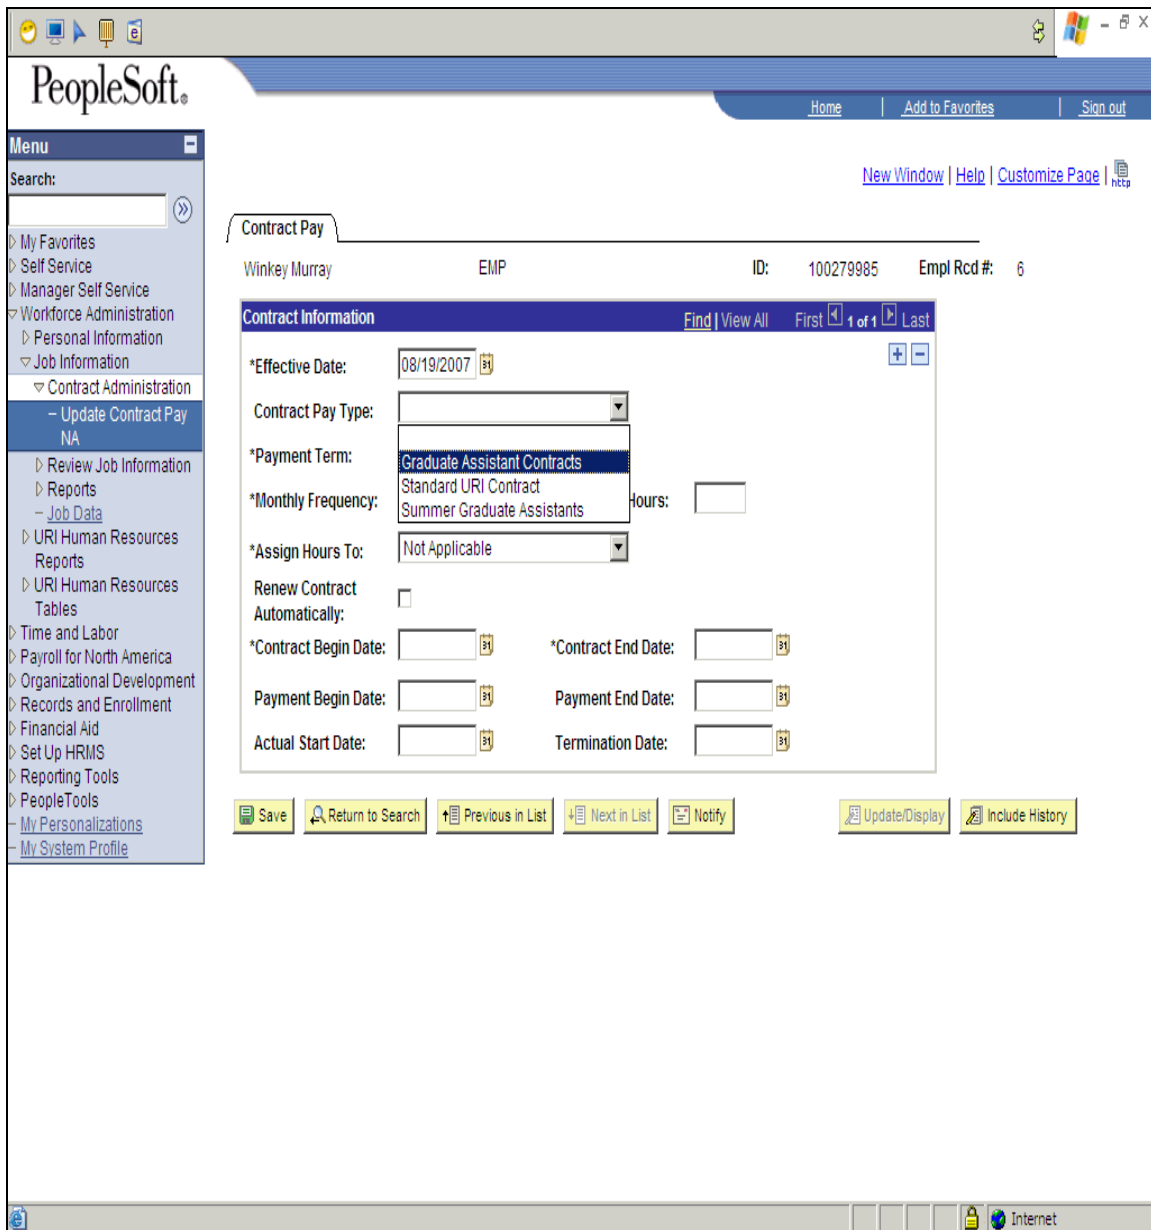 PeopleSoft®
Home | Add to Favorites | Sign out
Menu
Search:
My Favorites
Self Service
Manager Self Service
Workforce Administration
Personal Information
Job Information
Contract Administration
– Update Contract Pay
NA
Review Job Information
Reports
– Job Data
URI Human Resources
Reports
URI Human Resources
Tables
Time and Labor
Payroll for North America
Organizational Development
Records and Enrollment
Financial Aid
Set Up HRMS
Reporting Tools
PeopleTools
– My Personalizations
– My System Profile
New Window | Help | Customize Page | http
Contract Pay
Winkey Murray EMP ID: 100279985 Empl Rcd #: 6
Contract Information Find | View All First 1 of 1 Last
*Effective Date: 08/19/2007 31
Contract Pay Type:
*Payment Term:
Graduate Assistant Contracts
Standard URI Contract
Summer Graduate Assistants
*Monthly Frequency: Hours:
*Assign Hours To: Not Applicable
Renew Contract
Automatically:
*Contract Begin Date: 31 *Contract End Date: 31
Payment Begin Date: 31 Payment End Date: 31
Actual Start Date: 31 Termination Date: 31
Save Return to Search Previous in List Next in List Notify Update/Display Include History
Internet